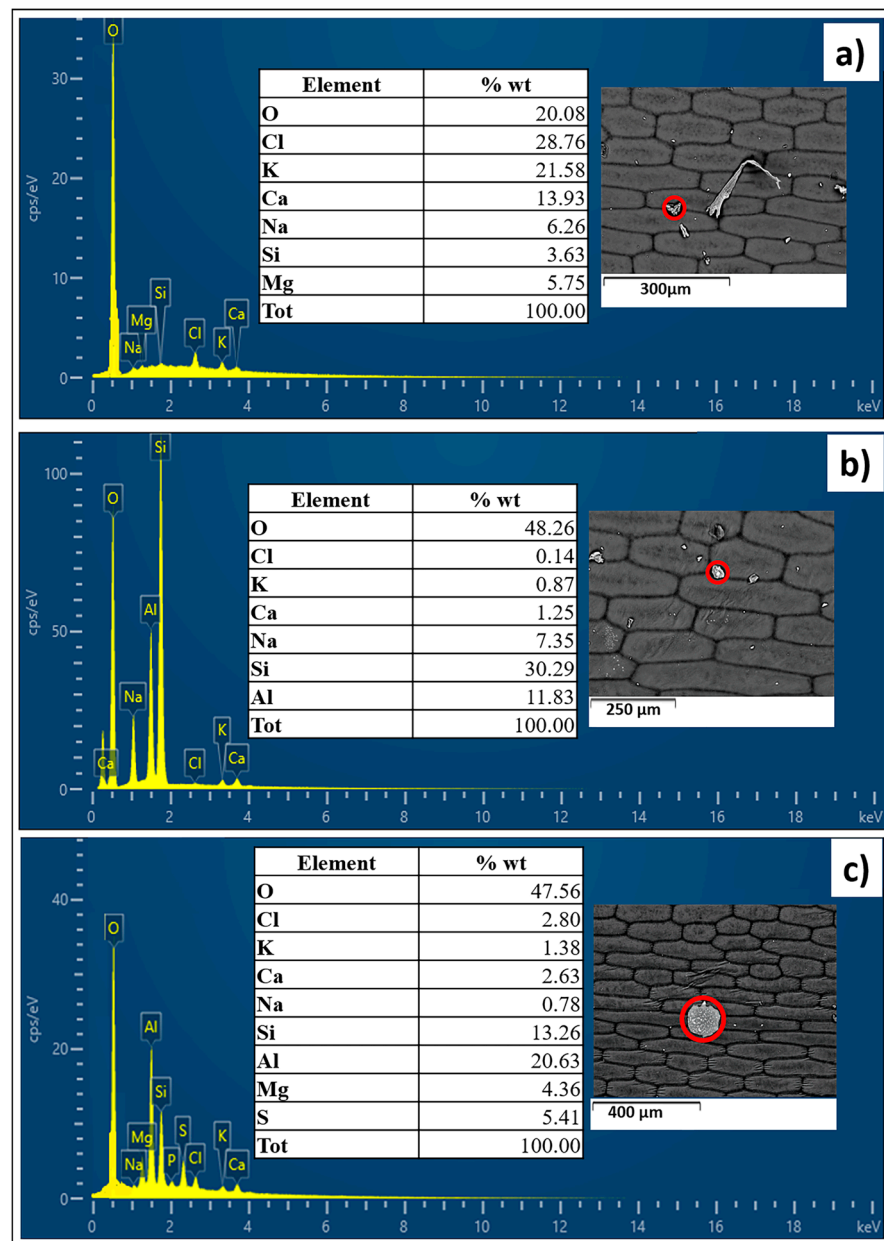 a)
O
30
20
10
0
cps/eV
Element % wt
O 20.08
Cl 28.76
K 21.58
Ca 13.93
Na 6.26
Si 3.63
Mg 5.75
Tot 100.00
300µm
Na Mg Si Cl K Ca
0 2 4 6 8 10 12 14 16 18 keV
b)
Si
O
Al
Na
100
50
0
cps/eV
Element % wt
O 48.26
Cl 0.14
K 0.87
Ca 1.25
Na 7.35
Si 30.29
Al 11.83
Tot 100.00
250 µm
Ca Cl K Ca
0 2 4 6 8 10 12 14 16 18 keV
c)
O
Al
Si
40
20
0
cps/eV
Element % wt
O 47.56
Cl 2.80
K 1.38
Ca 2.63
Na 0.78
Si 13.26
Al 20.63
Mg 4.36
S 5.41
Tot 100.00
400 µm
Na Mg P S Cl K Ca
0 2 4 6 8 10 12 14 16 18 keV